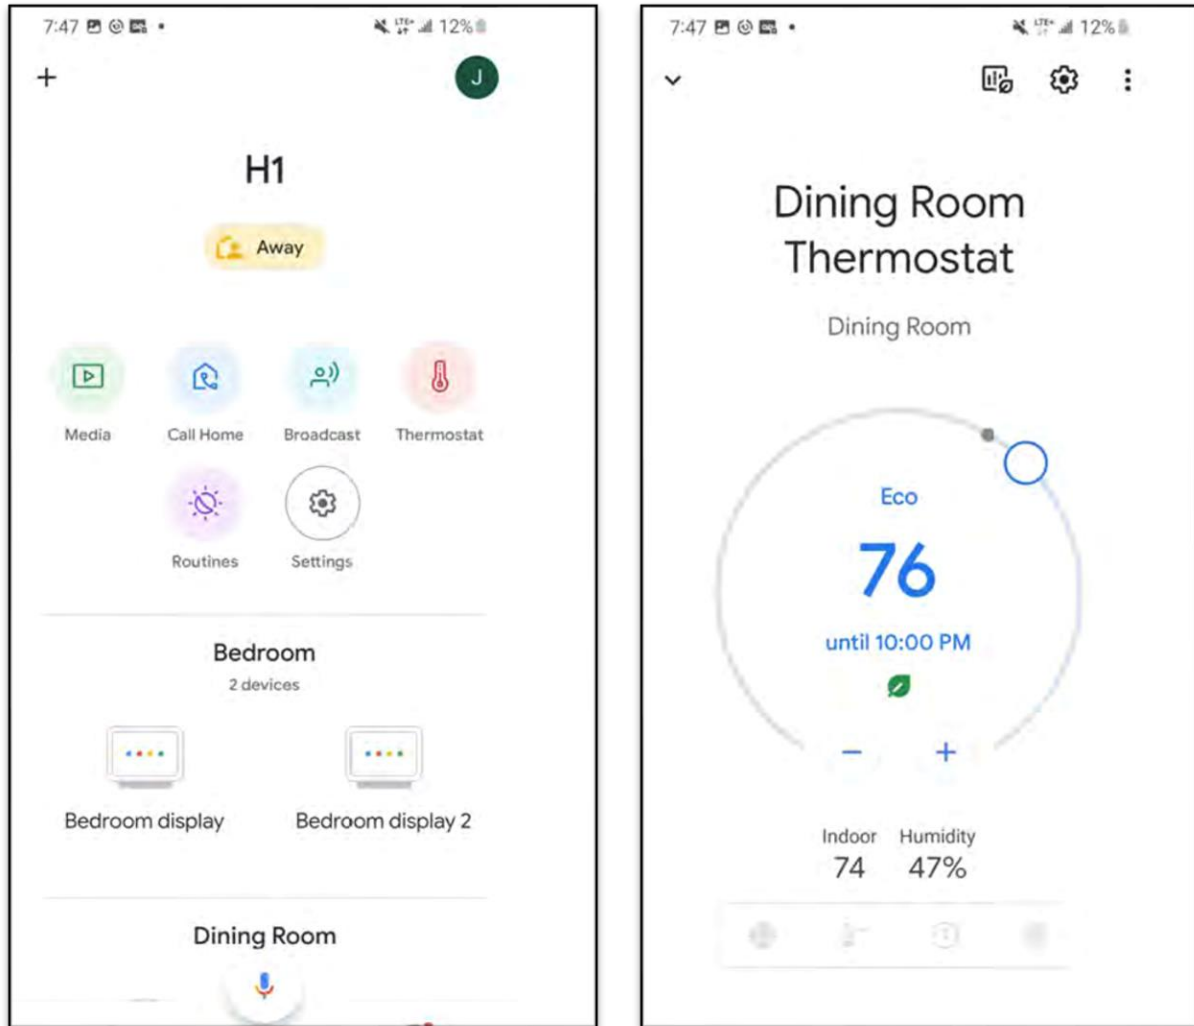 7:47 LTE+ 12%
J
H1
Away
Media Call Home Broadcast Thermostat
Routines Settings
Bedroom
2 devices
Bedroom display Bedroom display 2
Dining Room
7:47 LTE+ 12%
Dining Room
Thermostat
Dining Room
Eco
76
until 10:00 PM
Indoor Humidity
74 47%